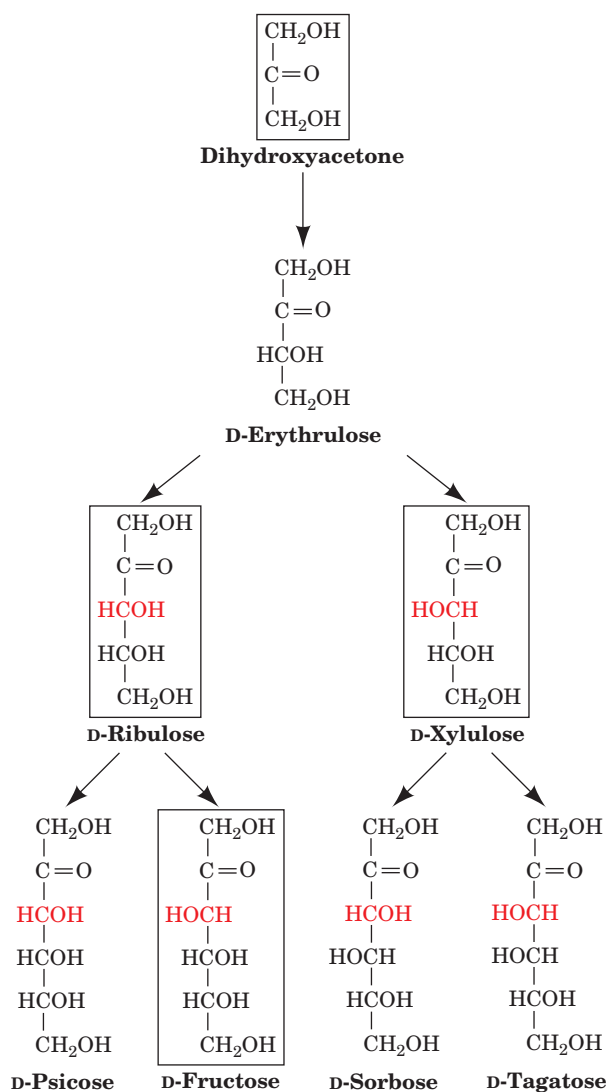 CH₂OH
C=O
CH₂OH
Dihydroxyacetone
CH₂OH
C=O
HCOH
CH₂OH
D-Erythrulose
CH₂OH
C=O
HCOH
HCOH
CH₂OH
D-Ribulose
CH₂OH
C=O
HOCH
HCOH
CH₂OH
D-Xylulose
CH₂OH
C=O
HCOH
HCOH
HCOH
CH₂OH
D-Psicose
CH₂OH
C=O
HOCH
HCOH
HCOH
CH₂OH
D-Fructose
CH₂OH
C=O
HCOH
HOCH
HCOH
CH₂OH
D-Sorbose
CH₂OH
C=O
HOCH
HOCH
HCOH
CH₂OH
D-Tagatose